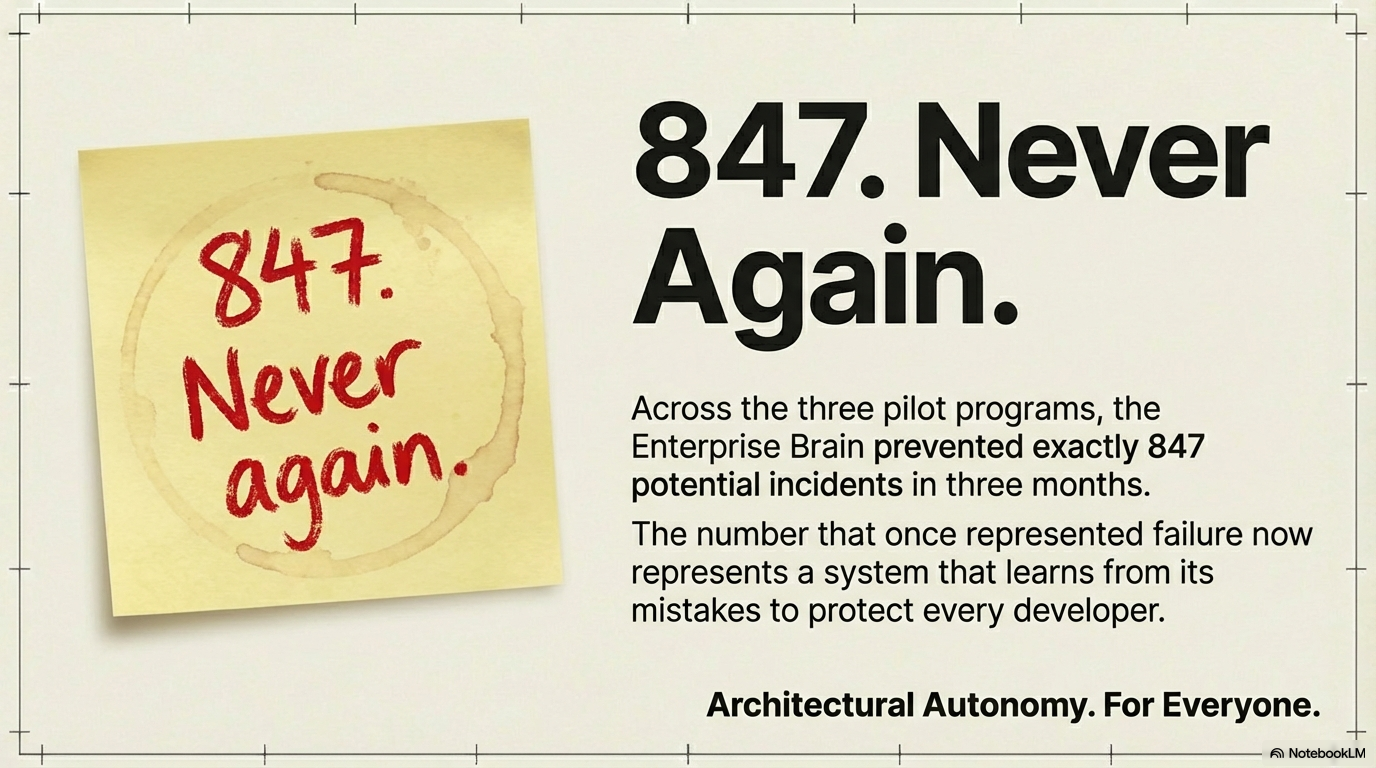 847.
Never
again.
847. Never
Again.
Across the three pilot programs, the
Enterprise Brain prevented exactly 847
potential incidents in three months.
The number that once represented failure now
represents a system that learns from its
mistakes to protect every developer.
Architectural Autonomy. For Everyone.
NotebookLM